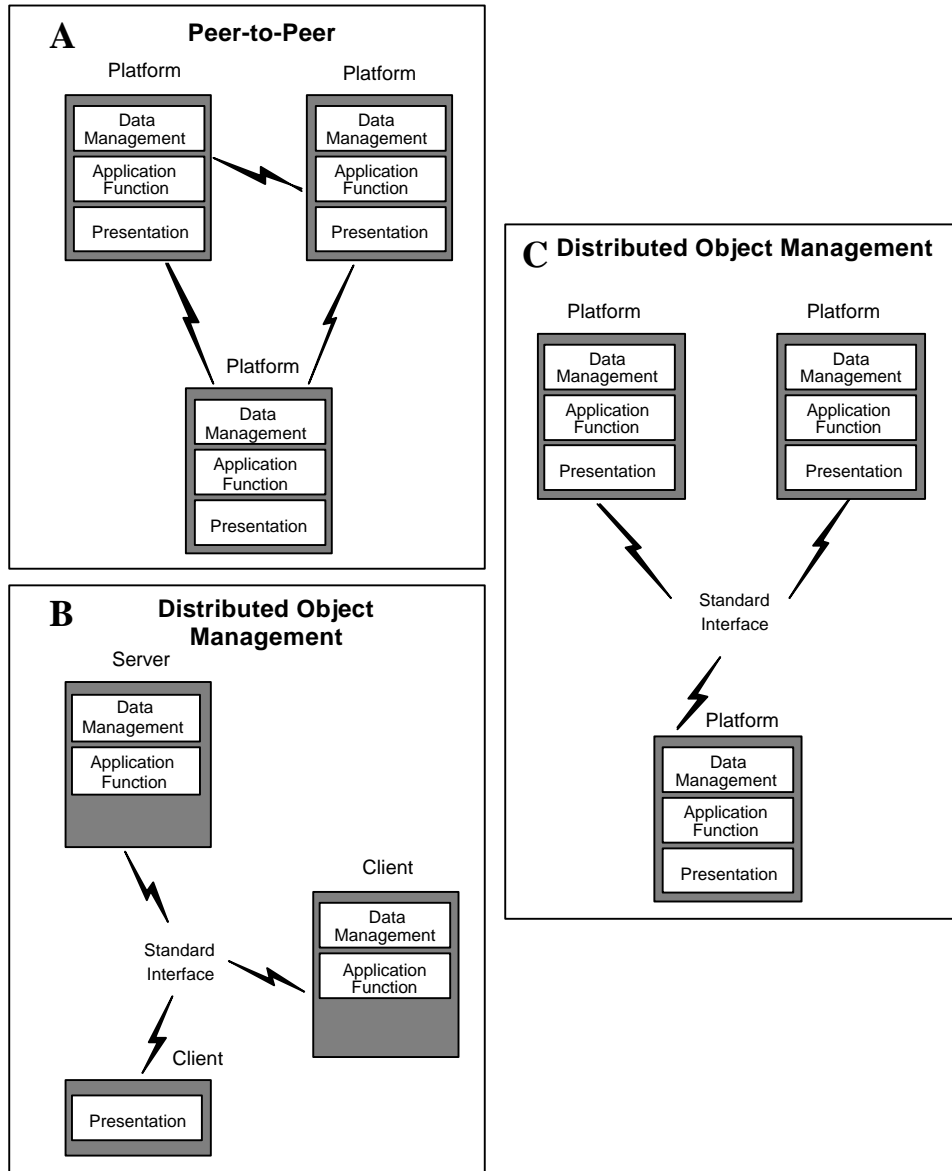 A
Peer-to-Peer
Platform
Data
Management
Application
Function
Presentation
Platform
Data
Management
Application
Function
Presentation
Platform
Data
Management
Application
Function
Presentation
B
Distributed Object
Management
Server
Data
Management
Application
Function
Standard
Interface
Client
Data
Management
Application
Function
Client
Presentation
C
Distributed Object Management
Platform
Data
Management
Application
Function
Presentation
Platform
Data
Management
Application
Function
Presentation
Standard
Interface
Platform
Data
Management
Application
Function
Presentation